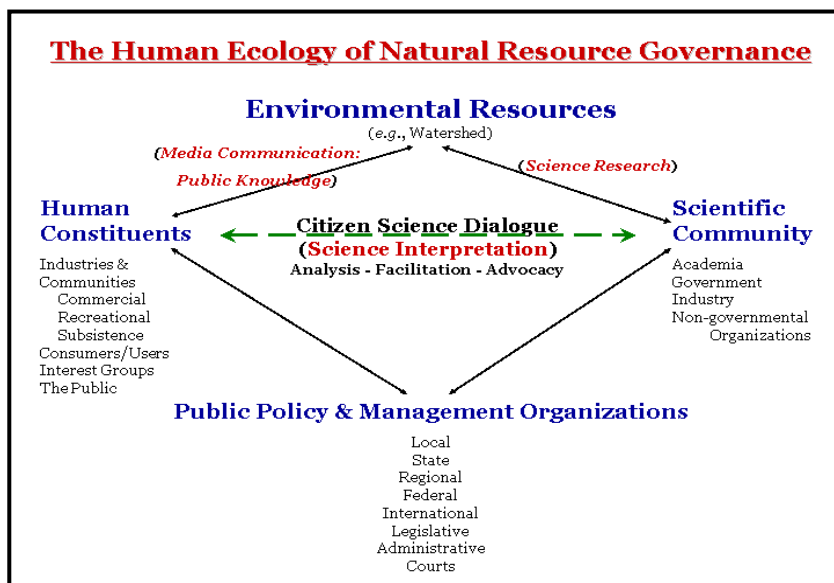 The Human Ecology of Natural Resource Governance
Environmental Resources
(e.g., Watershed)
(Media Communication:
Public Knowledge)
(Science Research)
Human
Constituents
Industries &
Communities
Commercial
Recreational
Subsistence
Consumers/Users
Interest Groups
The Public
Citizen Science Dialogue
(Science Interpretation)
Analysis - Facilitation - Advocacy
Scientific
Community
Academia
Government
Industry
Non-governmental
Organizations
Public Policy & Management Organizations
Local
State
Regional
Federal
International
Legislative
Administrative
Courts